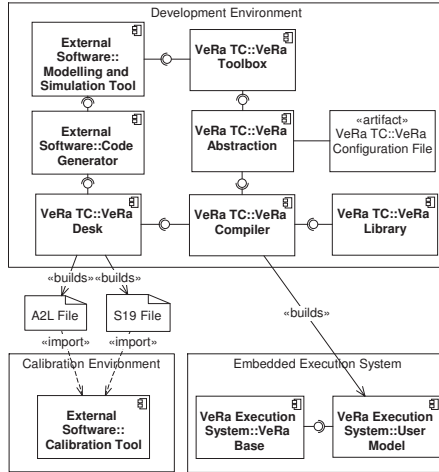 Development Environment
External
Software::
Modelling and
Simulation Tool
VeRa TC::VeRa
Toolbox
External
Software::Code
Generator
VeRa TC::VeRa
Abstraction
«artifact»
VeRa TC::VeRa
Configuration File
VeRa TC::VeRa
Desk
VeRa TC::VeRa
Compiler
VeRa TC::VeRa
Library
«builds»
«builds»
A2L File
S19 File
«builds»
«import»
«import»
Calibration Environment
Embedded Execution System
External
Software::
Calibration Tool
VeRa Execution
System::VeRa
Base
VeRa Execution
System::User
Model